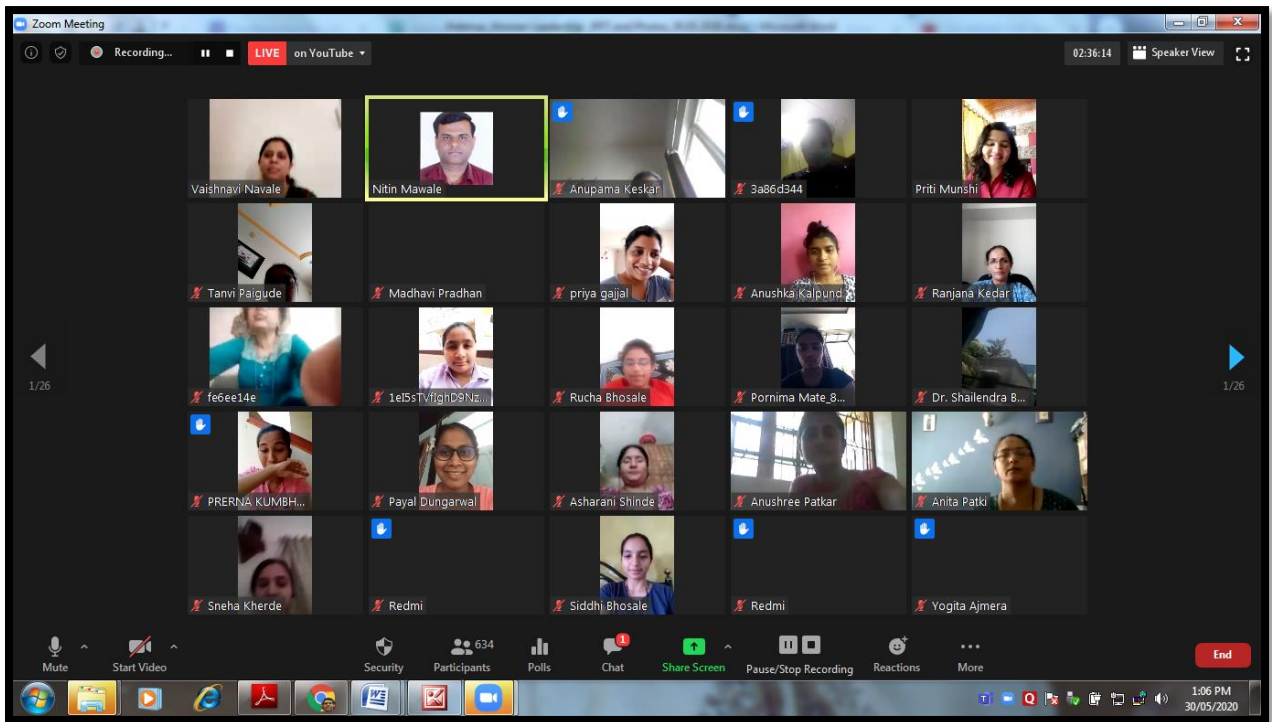 Zoom Meeting
Recording...
LIVE on YouTube
02:36:14
Speaker View
Vaishnavi Navale
Nitin Mawale
Anupama Keskar
3a86d344
Priti Munshi
Tanvi Paigude
Madhavi Pradhan
priya gajjal
Anushka Kalpund
Ranjana Kedar
1/26
1/26
fe6ee14e
Rucha Bhosale
Pornima Mate_8...
Dr. Shailendra B...
PRERNA KUMBH...
Payal Dungarwal
Asharani Shinde
Anushree Patkar
Anita Patki
Sneha Kherde
Redmi
Siddhi Bhosale
Redmi
Yogita Ajmera
634
1
Mute
Start Video
Security
Participants
Polls
Chat
Share Screen
Pause/Stop Recording
Reactions
More
End
1:06 PM
30/05/2020